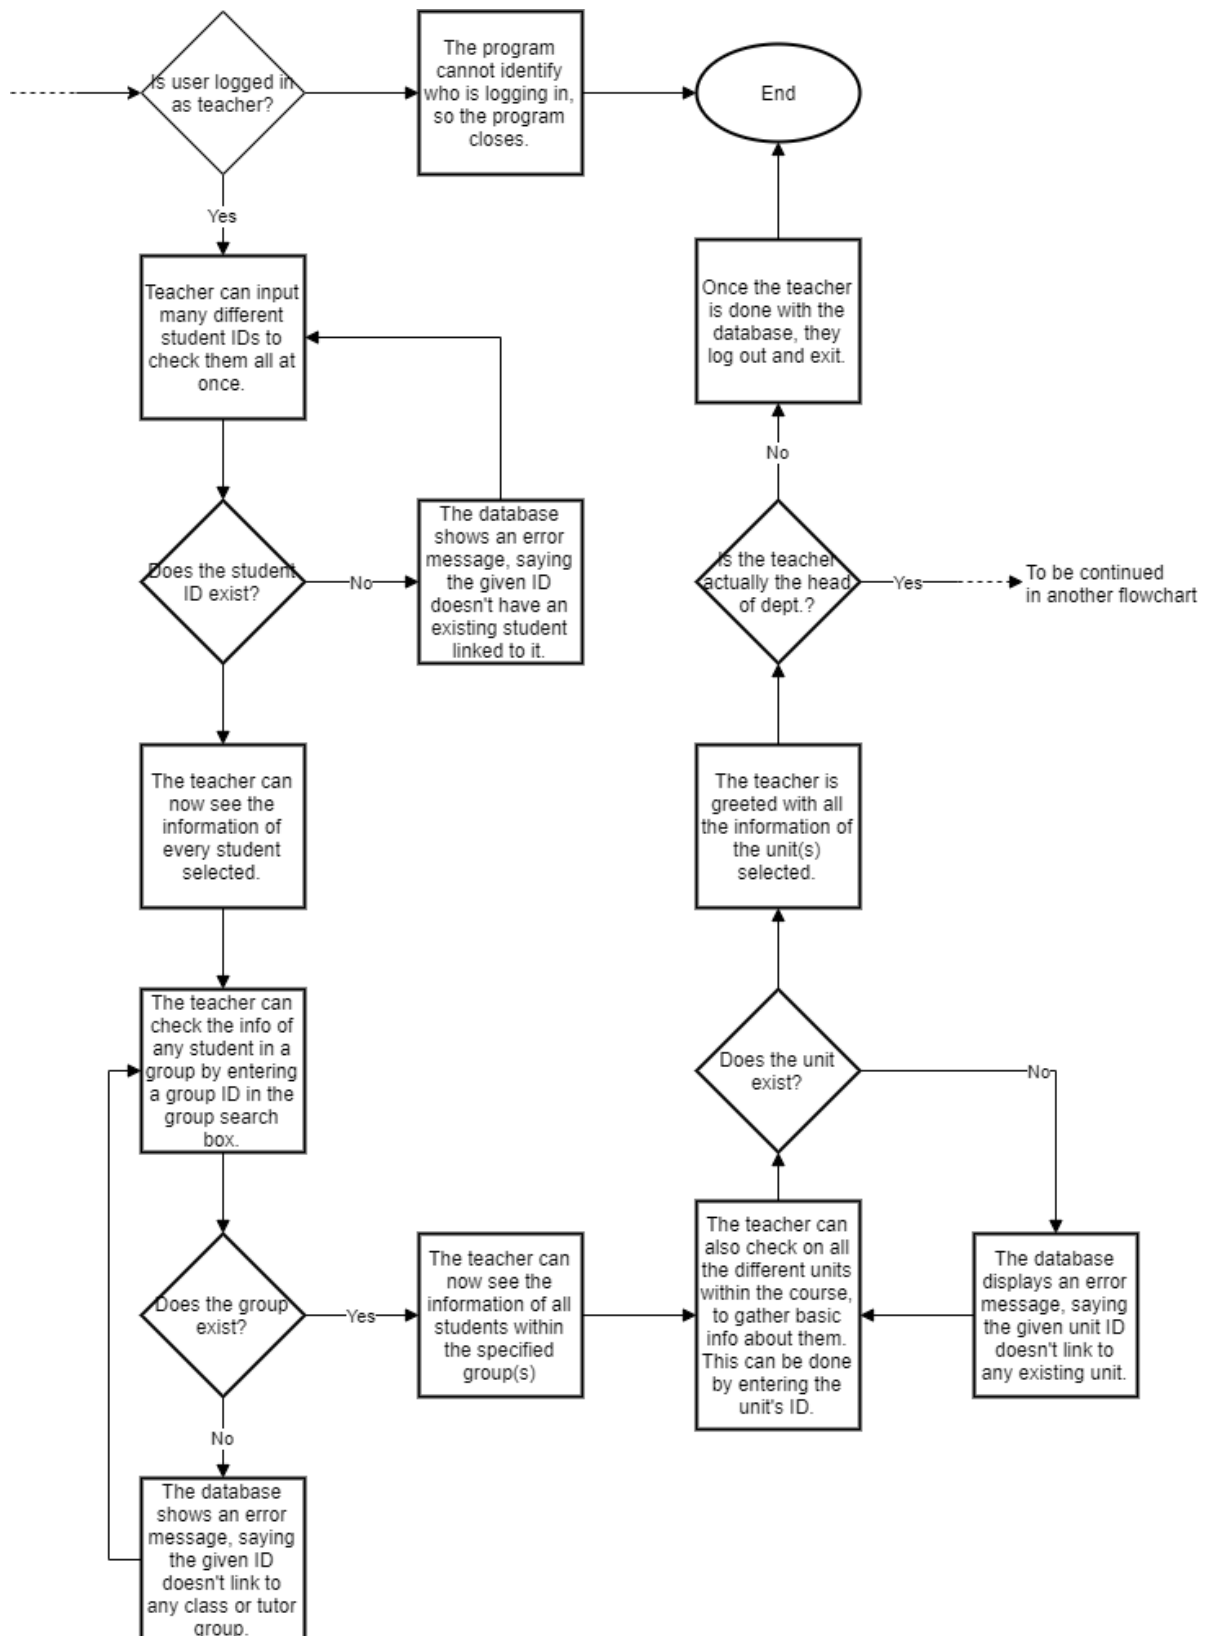 Is user logged in
as teacher?
The program
cannot identify
who is logging in,
so the program
closes.
End
Yes
Teacher can input
many different
student IDs to
check them all at
once.
Once the teacher
is done with the
database, they
log out and exit.
No
Does the student
ID exist?
No
The database
shows an error
message, saying
the given ID
doesn't have an
existing student
linked to it.
Is the teacher
actually the head
of dept.?
Yes
To be continued
in another flowchart
The teacher can
now see the
information of
every student
selected.
The teacher is
greeted with all
the information of
the unit(s)
selected.
The teacher can
check the info of
any student in a
group by entering
a group ID in the
group search
box.
Does the unit
exist?
No
Does the group
exist?
Yes
The teacher can
now see the
information of all
students within
the specified
group(s)
The teacher can
also check on all
the different units
within the course,
to gather basic
info about them.
This can be done
by entering the
unit's ID.
The database
displays an error
message, saying
the given unit ID
doesn't link to
any existing unit.
No
The database
shows an error
message, saying
the given ID
doesn't link to
any class or tutor
group.